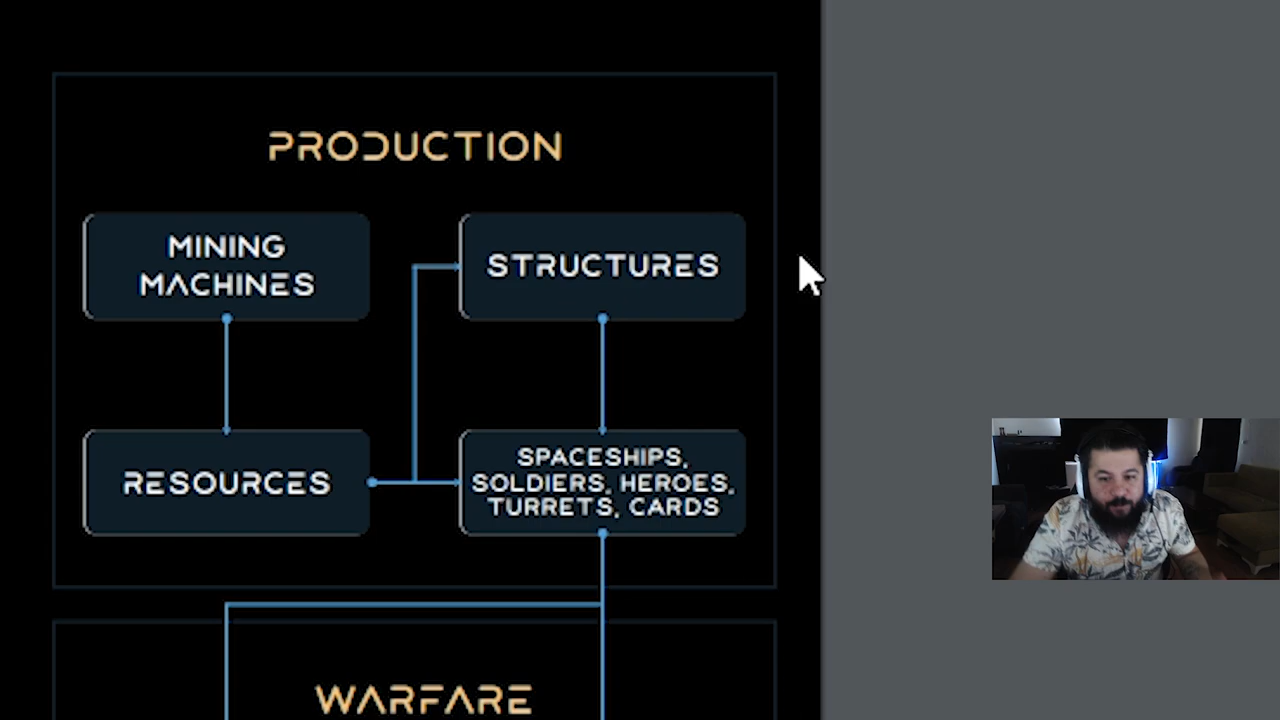 PRODUCTION
MINING
MACHINES
STRUCTURES
RESOURCES
SPACESHIPS,
SOLDIERS, HEROES,
TURRETS, CARDS
WARFARE